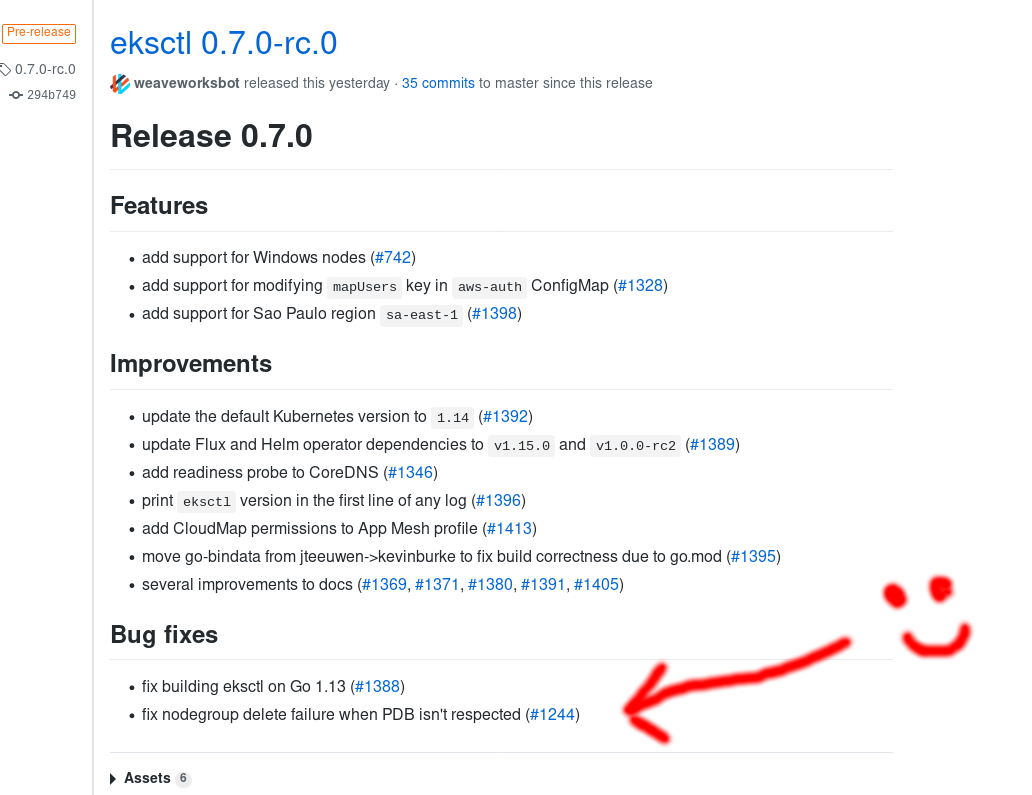 Pre-release
0.7.0-rc.0
294b749
eksctl 0.7.0-rc.0
weaveworksbot released this yesterday · 35 commits to master since this release
Release 0.7.0
Features
• add support for Windows nodes (#742)
• add support for modifying mapUsers key in aws-auth ConfigMap (#1328)
• add support for Sao Paulo region sa-east-1 (#1398)
Improvements
• update the default Kubernetes version to 1.14 (#1392)
• update Flux and Helm operator dependencies to v1.15.0 and v1.0.0-rc2 (#1389)
• add readiness probe to CoreDNS (#1346)
• print eksctl version in the first line of any log (#1396)
• add CloudMap permissions to App Mesh profile (#1413)
• move go-bindata from jteeuwen->kevinburke to fix build correctness due to go.mod (#1395)
• several improvements to docs (#1369, #1371, #1380, #1391, #1405)
Bug fixes
• fix building eksctl on Go 1.13 (#1388)
• fix nodegroup delete failure when PDB isn't respected (#1244)
Assets 6